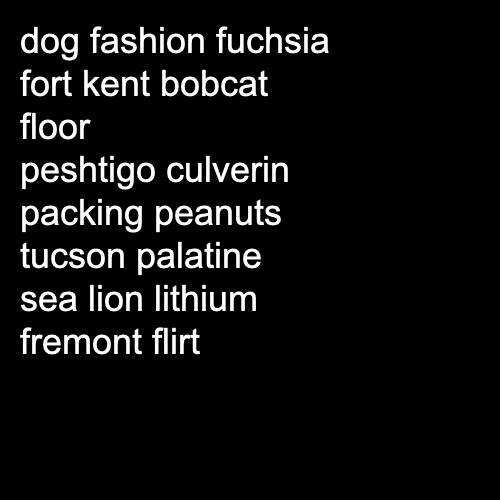 dog fashion fuchsia
fort kent bobcat
floor
peshtigo culverin
packing peanuts
tucson palatine
sea lion lithium
fremont flirt